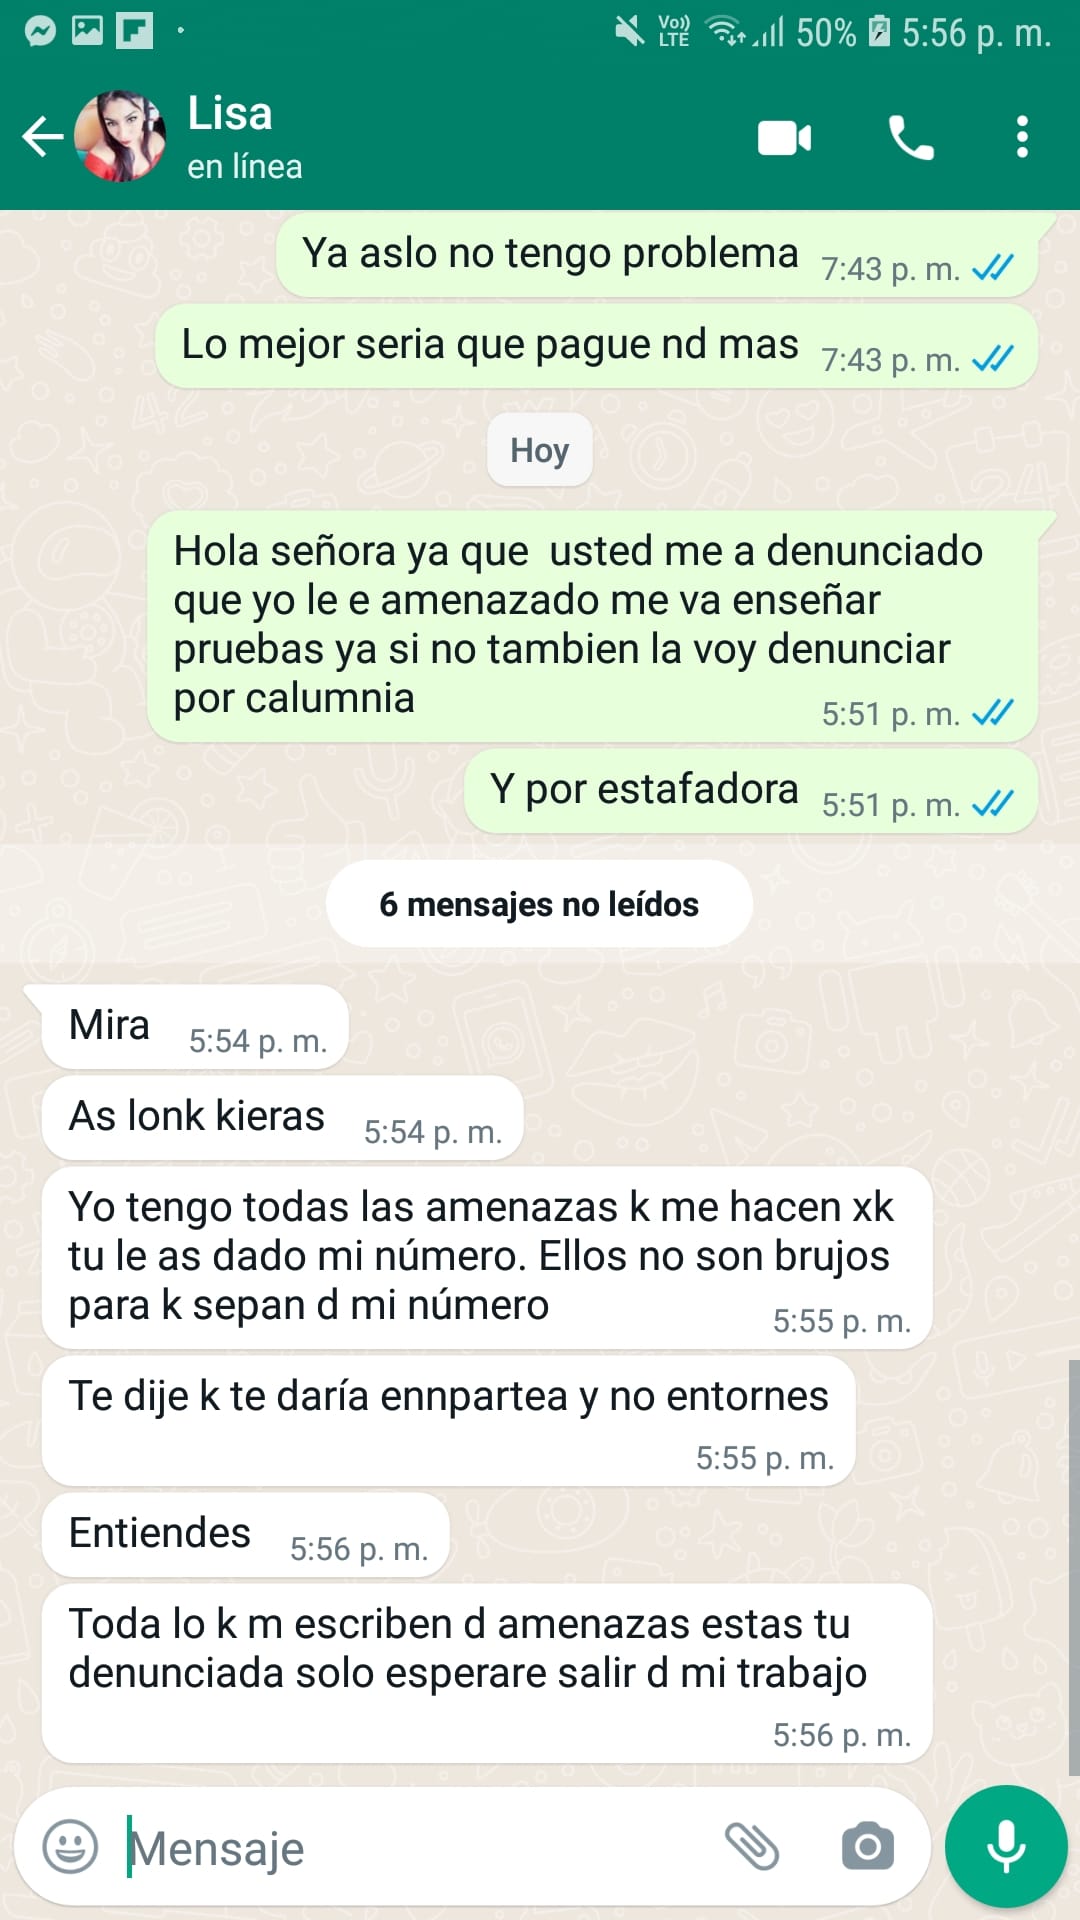 Vo)) LTE 50% 5:56 p. m.
Lisa
en línea
Ya aslo no tengo problema 7:43 p. m.
Lo mejor seria que pague nd mas 7:43 p. m.
Hoy
Hola señora ya que  usted me a denunciado
que yo le e amenazado me va enseñar
pruebas ya si no tambien la voy denunciar
por calumnia 5:51 p. m.
Y por estafadora 5:51 p. m.
6 mensajes no leídos
Mira 5:54 p. m.
As lonk kieras 5:54 p. m.
Yo tengo todas las amenazas k me hacen xk
tu le as dado mi número. Ellos no son brujos
para k sepan d mi número 5:55 p. m.
Te dije k te daría ennpartea y no entornes
5:55 p. m.
Entiendes 5:56 p. m.
Toda lo k m escriben d amenazas estas tu
denunciada solo esperare salir d mi trabajo
5:56 p. m.
Mensaje